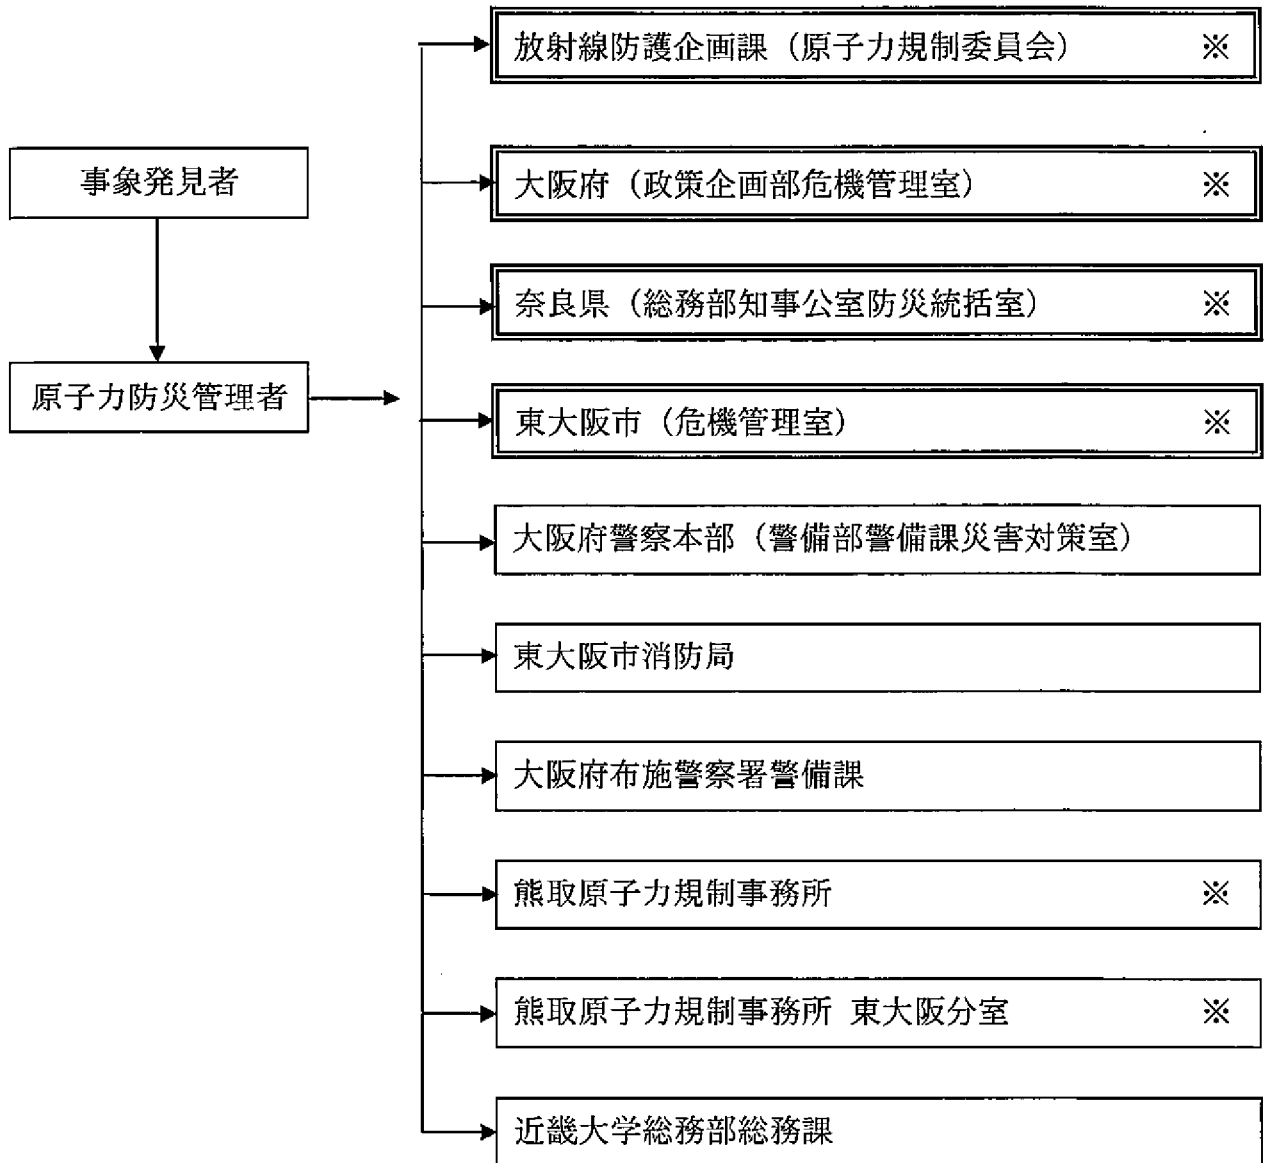 放射線防護企画課（原子力規制委員会） ※
事象発見者
大阪府（政策企画部危機管理室） ※
奈良県（総務部知事公室防災統括室） ※
原子力防災管理者
東大阪市（危機管理室） ※
大阪府警察本部（警備部警備課災害対策室）
東大阪市消防局
大阪府布施警察署警備課
熊取原子力規制事務所 ※
熊取原子力規制事務所 東大阪分室 ※
近畿大学総務部総務課